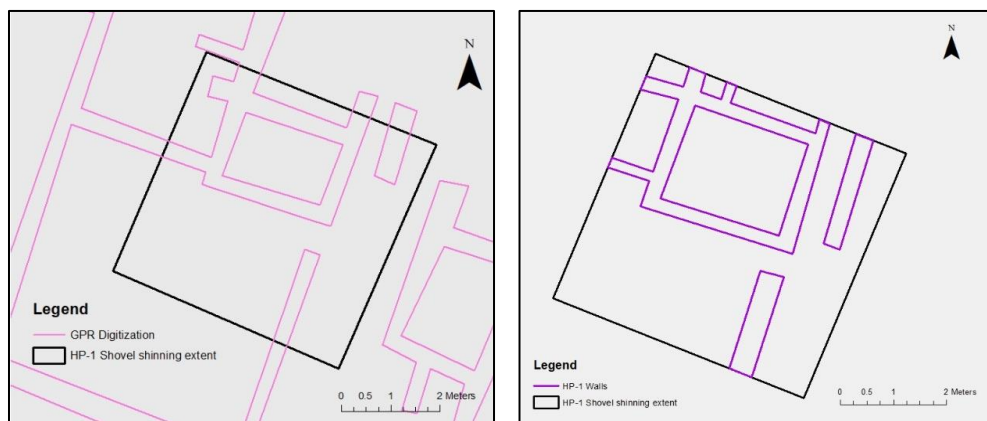 N
Legend
GPR Digitization
HP-1 Shovel shinning extent
0 0.5 1 2 Meters
N
Legend
HP-1 Walls
HP-1 Shovel shinning extent
0 0.5 1 2 Meters